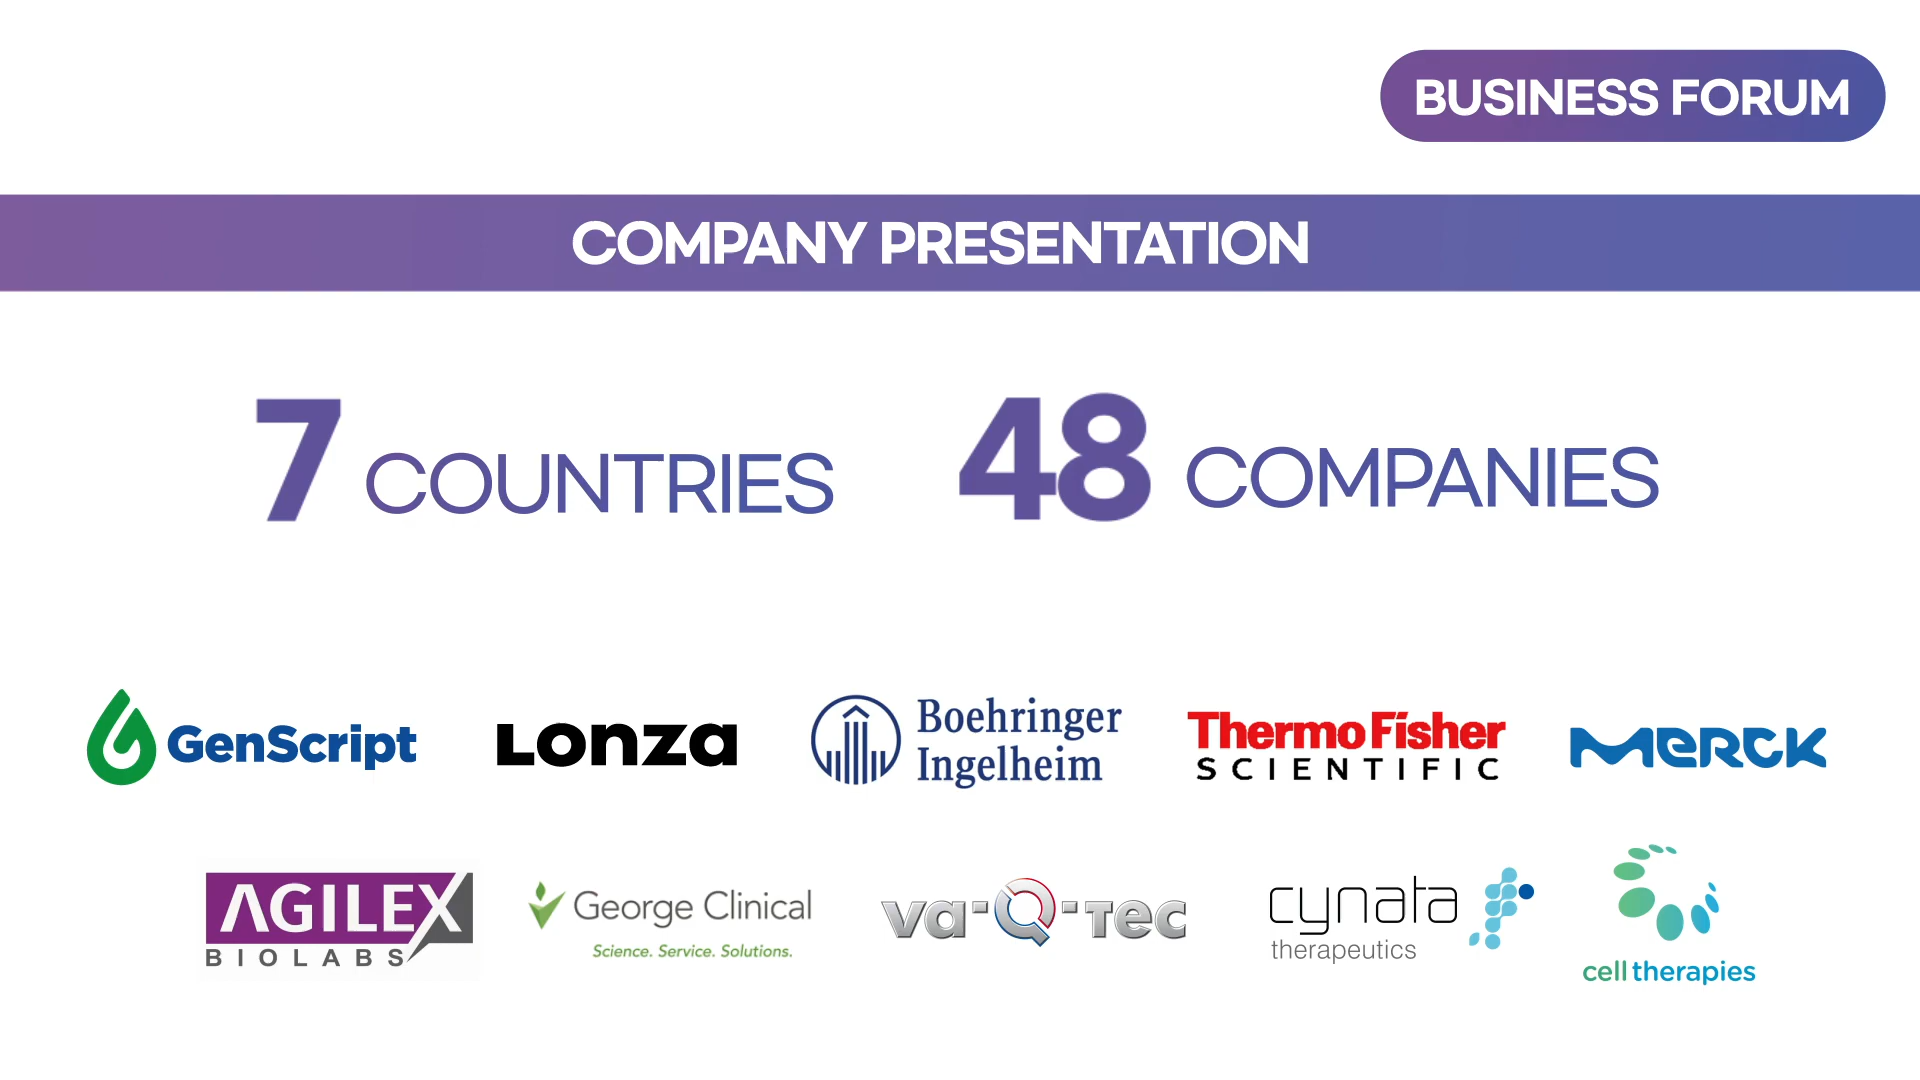 BUSINESS FORUM
COMPANY PRESENTATION
7 COUNTRIES
48 COMPANIES
GenScript
Lonza
Boehringer
Ingelheim
ThermoFisher
SCIENTIFIC
MERCK
AGILEX
BIOLABS
George Clinical
Science. Service. Solutions.
va-Q-Tec
cynata
therapeutics
cell therapies